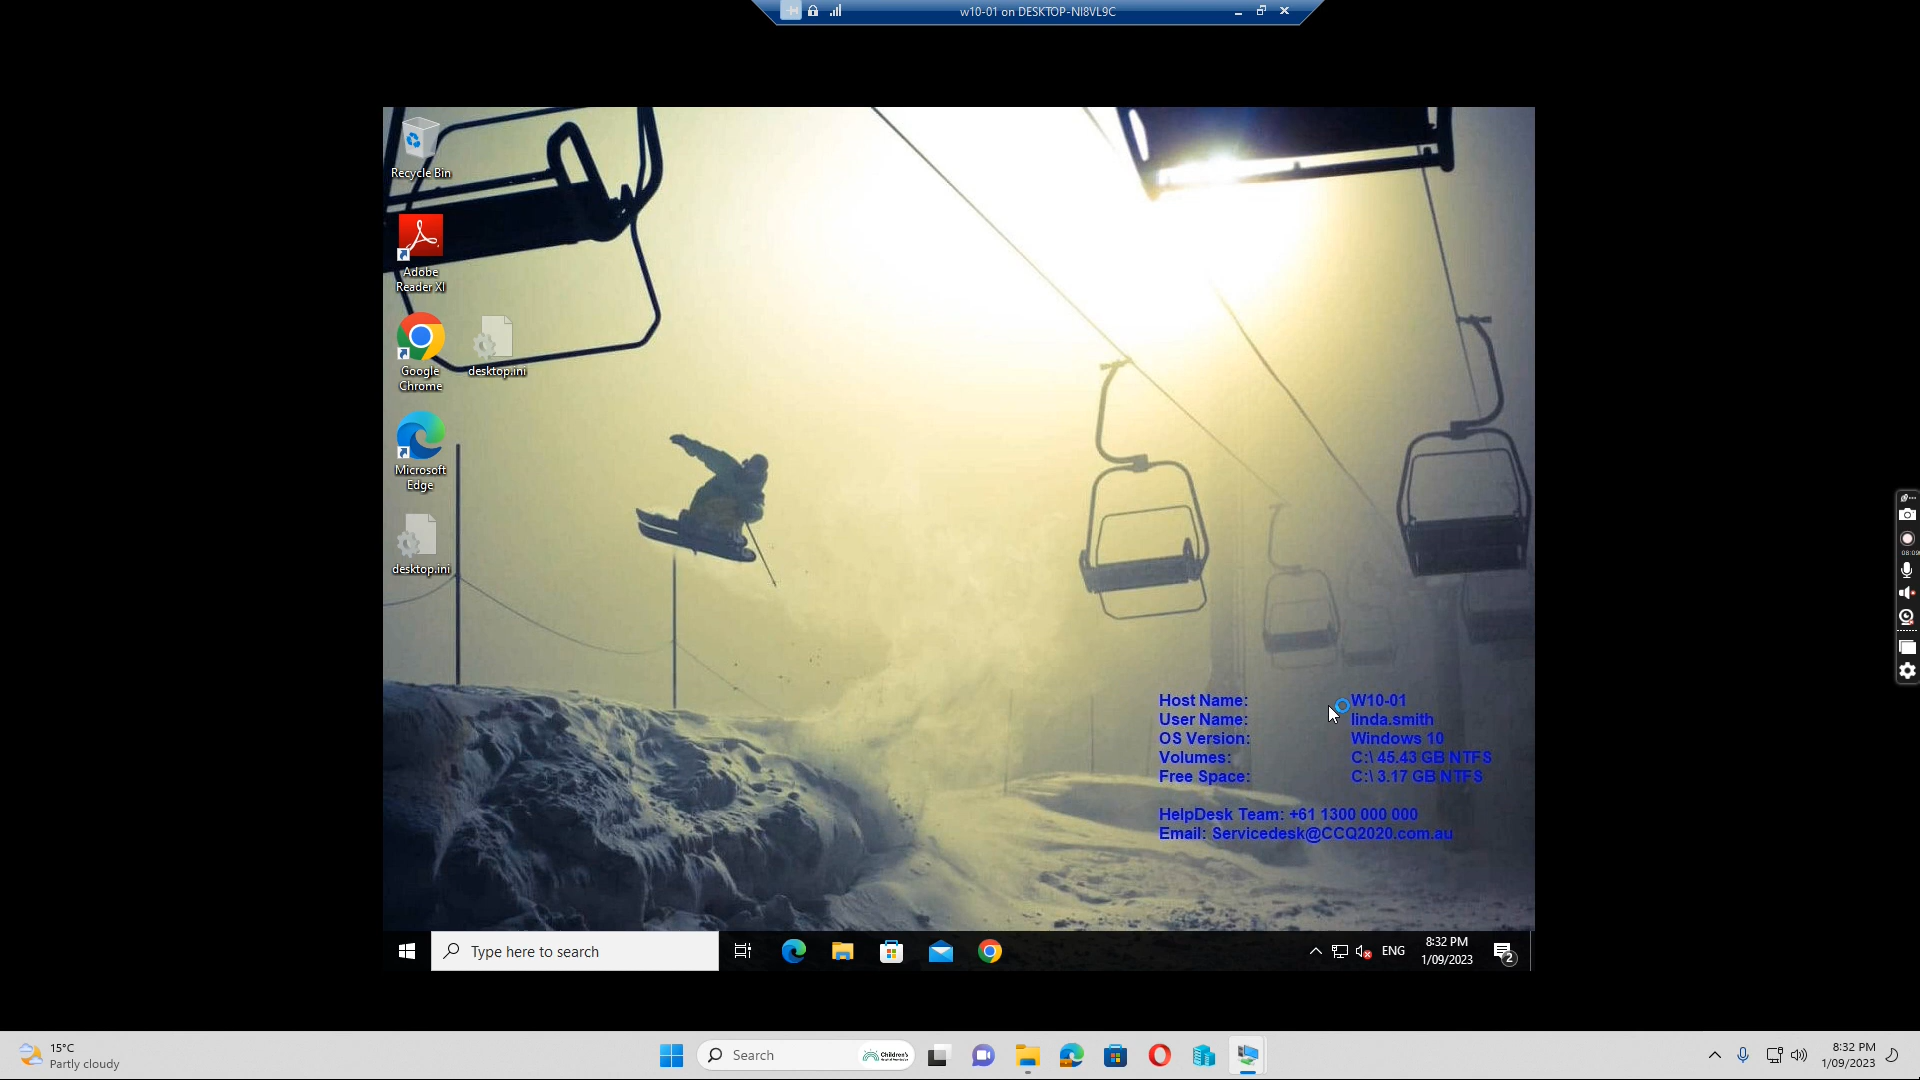 w10-01 on DESKTOP-NI8VL9C
Recycle Bin
Adobe
Reader XI
Google
Chrome
desktop.ini
Microsoft
Edge
desktop.ini
Host Name: W10-01
User Name: linda.smith
OS Version: Windows 10
Volumes: C:\ 45.43 GB NTFS
Free Space: C:\ 3.17 GB NTFS
HelpDesk Team: +61 1300 000 000
Email: Servicedesk@CCQ2020.com.au
Type here to search
ENG
8:32 PM
1/09/2023
2
15°C
Partly cloudy
Search
Children's
8:32 PM
1/09/2023